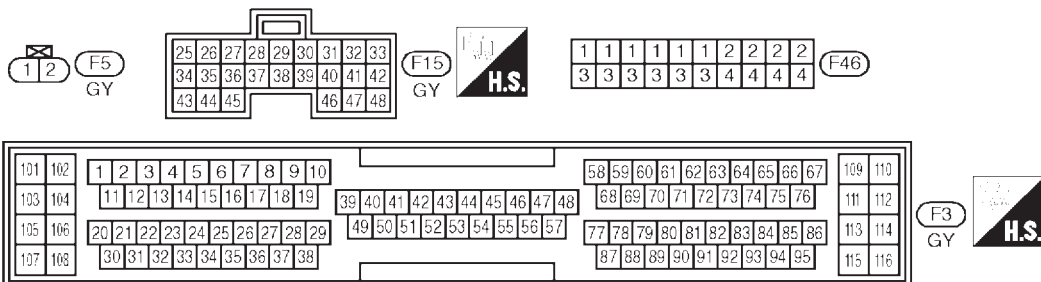 1 2
F5
GY
25 26 27 28 29 30 31 32 33
34 35 36 37 38 39 40 41 42
43 44 45 46 47 48
F15
GY
H.S.
1 1 1 1 1 1 2 2 2 2
3 3 3 3 3 3 4 4 4 4
F46
101 102
103 104
105 106
107 108
1 2 3 4 5 6 7 8 9 10
11 12 13 14 15 16 17 18 19
20 21 22 23 24 25 26 27 28 29
30 31 32 33 34 35 36 37 38
39 40 41 42 43 44 45 46 47 48
49 50 51 52 53 54 55 56 57
58 59 60 61 62 63 64 65 66 67
68 69 70 71 72 73 74 75 76
77 78 79 80 81 82 83 84 85 86
87 88 89 90 91 92 93 94 95
109 110
111 112
113 114
115 116
F3
GY
H.S.